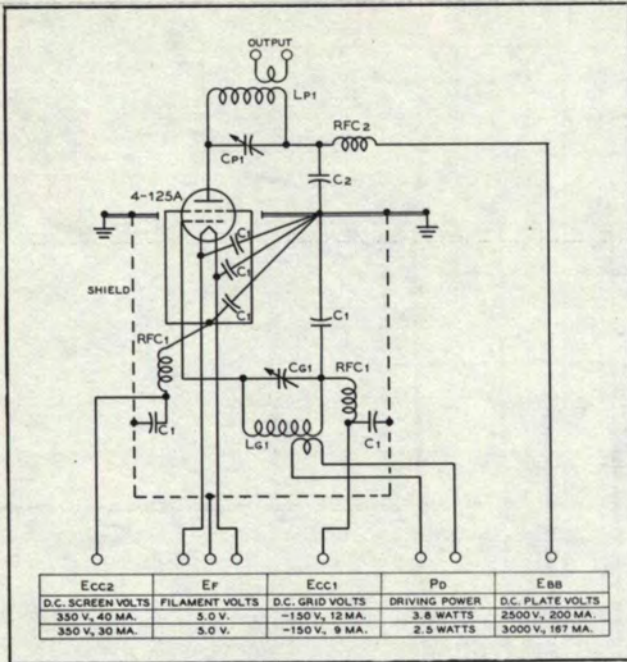 OUTPUT
LP1
RFC2
CP1
C2
4-125A
C1
C1
C1
SHIELD
C1
RFC1
CG1
RFC1
C1
LG1
C1
ECC2 EF ECC1 PD EBB
D.C. SCREEN VOLTS FILAMENT VOLTS D.C. GRID VOLTS DRIVING POWER D.C. PLATE VOLTS
350 V., 40 MA. 5.0 V. -150 V., 12 MA. 3.8 WATTS 2500 V., 200 MA.
350 V., 30 MA. 5.0 V. -150 V., 9 MA. 2.5 WATTS 3000 V., 167 MA.